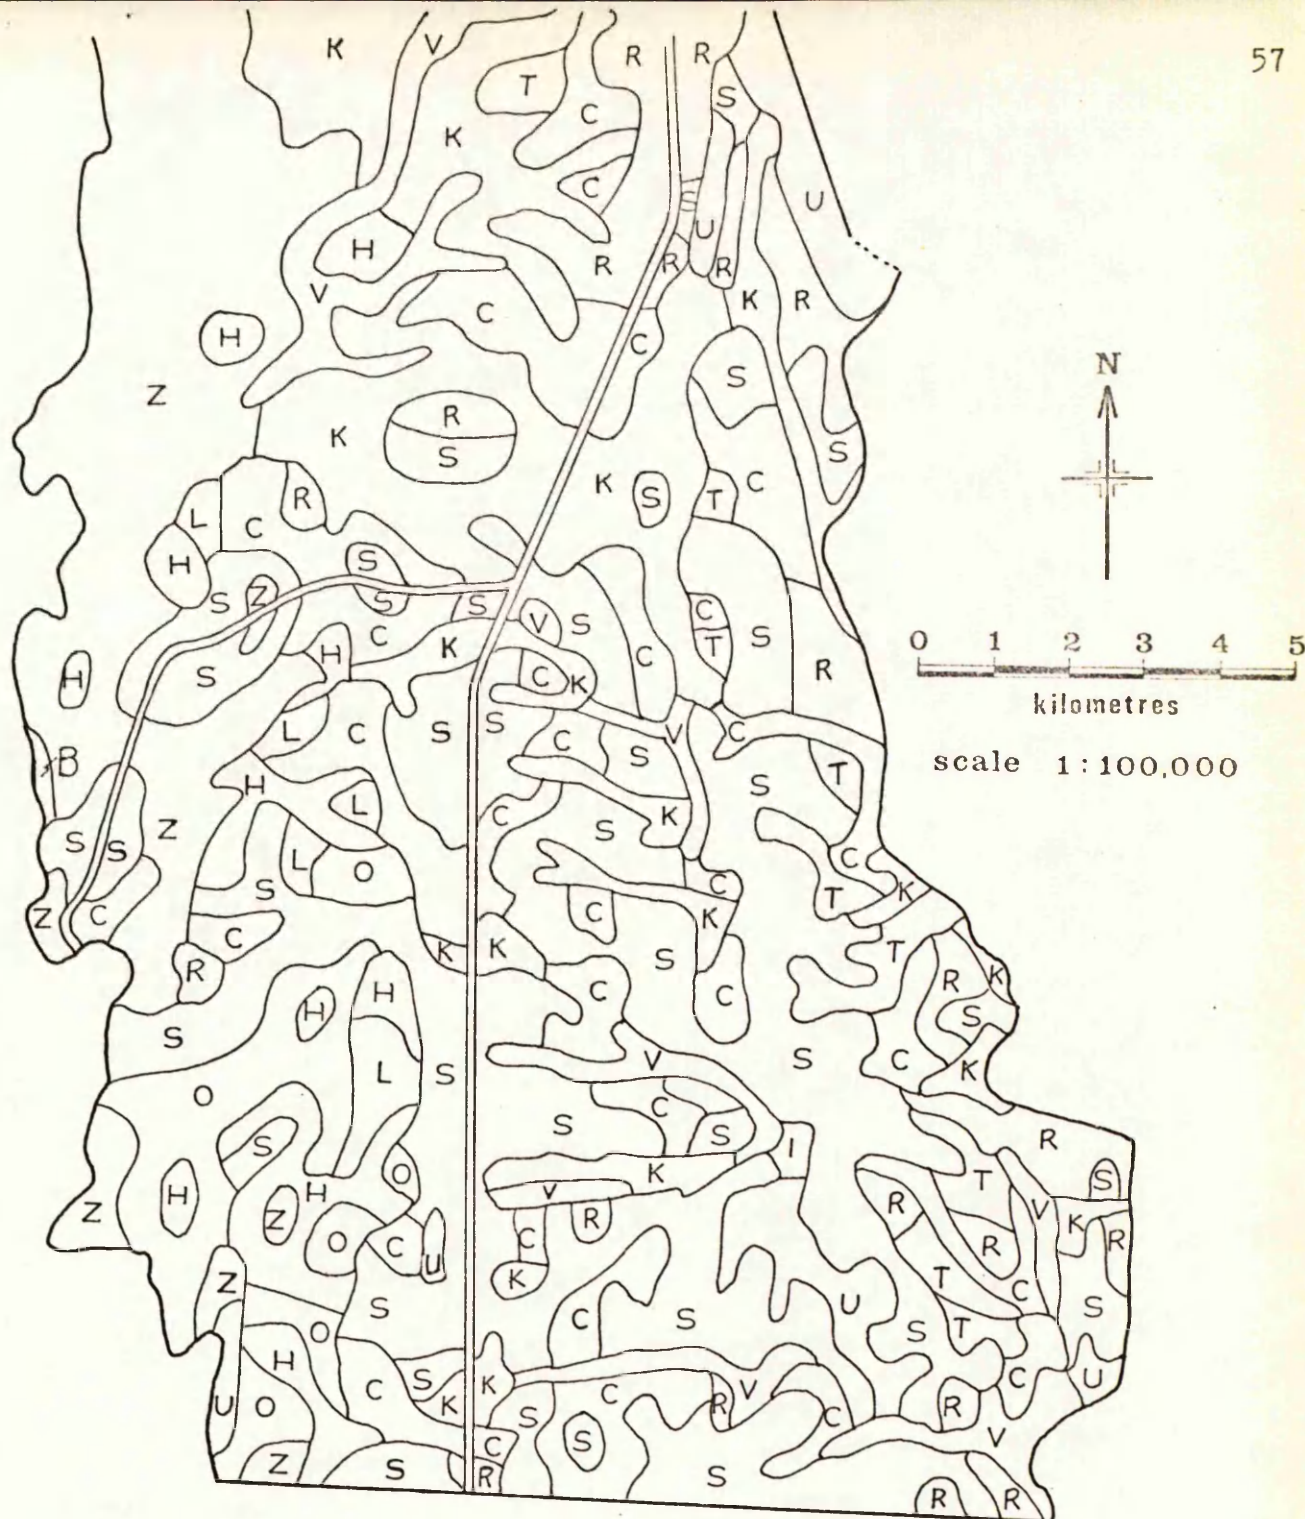 57
K V R R
T S
C
K
C S U
U
H R R R
V K R
C
H C
S
Z R
K S S
K S T C
R
L C
H S
S Z S S V S C S
C K T
H C R
H S C K
L C S S V C
C S T
B H L C K S
Z S
S S L O C T K
S
Z C C C K
R K K T
H S R K
H C C S
S S V S C K
L
O C
S S I R
S O K T S
H H V R V
Z Z R K R
O C U C R
K T C
Z S C S U S T S
O
H S K V C U
C K C R R
U O S S C V
C
Z S R S R R
N
0 1 2 3 4 5
kilometres
scale 1:100,000